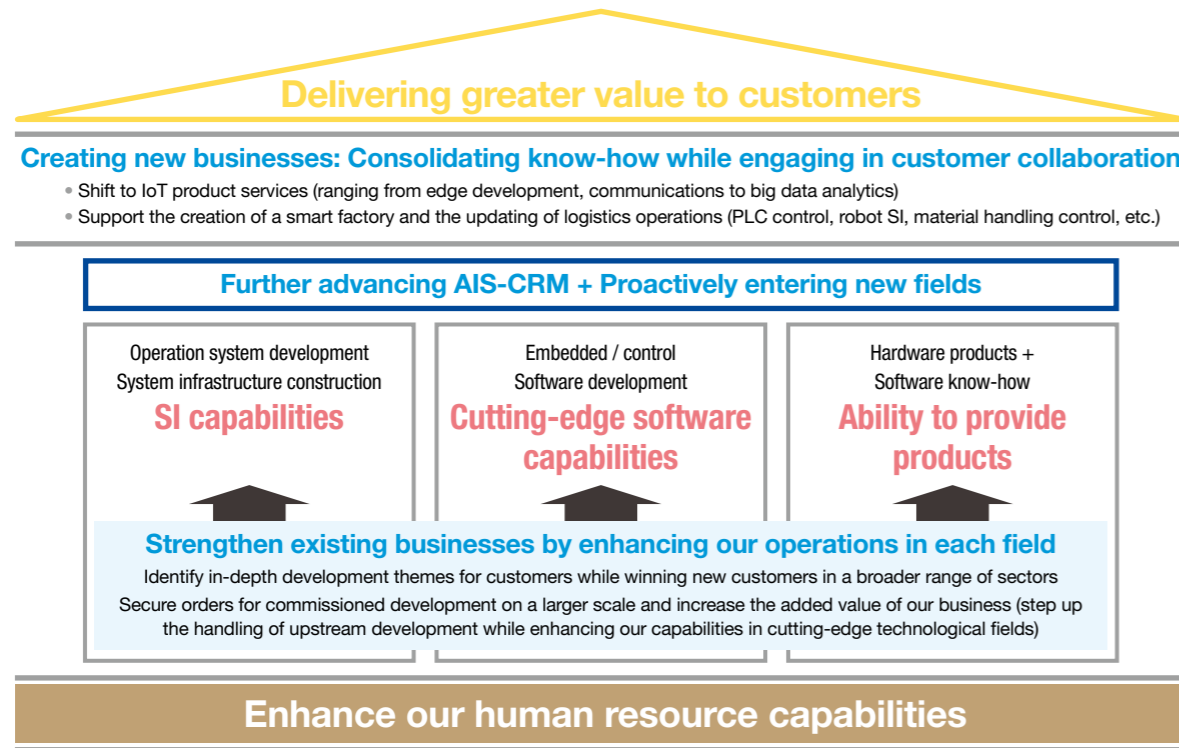 Delivering greater value to customers
Creating new businesses: Consolidating know-how while engaging in customer collaboration
• Shift to IoT product services (ranging from edge development, communications to big data analytics)
• Support the creation of a smart factory and the updating of logistics operations (PLC control, robot SI, material handling control, etc.)
Further advancing AIS-CRM + Proactively entering new fields
Operation system development
System infrastructure construction
SI capabilities
Embedded / control
Software development
Cutting-edge software
capabilities
Hardware products +
Software know-how
Ability to provide
products
Strengthen existing businesses by enhancing our operations in each field
Identify in-depth development themes for customers while winning new customers in a broader range of sectors
Secure orders for commissioned development on a larger scale and increase the added value of our business (step up
the handling of upstream development while enhancing our capabilities in cutting-edge technological fields)
Enhance our human resource capabilities